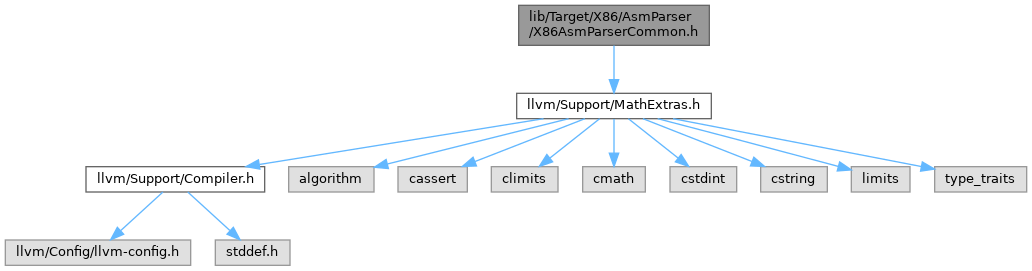 lib/Target/X86/AsmParser
/X86AsmParserCommon.h
llvm/Support/MathExtras.h
llvm/Support/Compiler.h
algorithm
cassert
climits
cmath
cstdint
cstring
limits
type_traits
llvm/Config/llvm-config.h
stddef.h